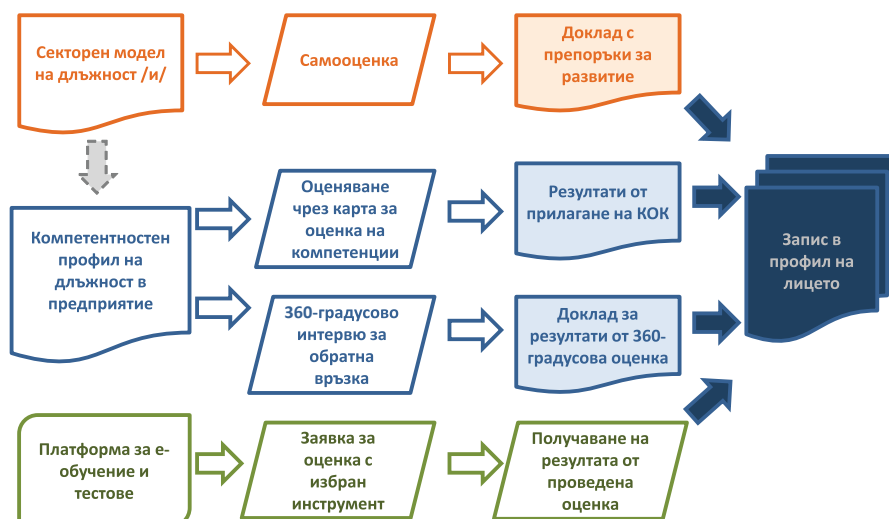 Секторен модел
на длъжност /и/
Самооценка
Доклад с
препоръки за
развитие
Компетентностен
профил на
длъжност в
предприятие
Оценяване
чрез карта за
оценка на
компетенции
Резултати от
прилагане на КОК
360-градусово
интервю за
обратна
връзка
Доклад за
резултати от 360-
градусова оценка
Запис в
профил на
лицето
Платформа за е-
обучение и
тестове
Заявка за
оценка с
избран
инструмент
Получаване на
резултата от
проведена
оценка